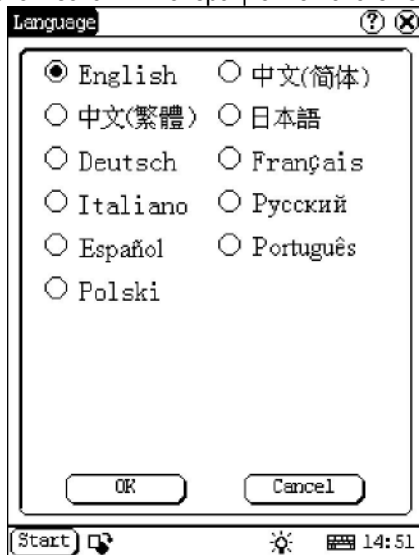 Language
English 中文(简体)
中文(繁體) 日本語
Deutsch Français
Italiano Русский
Español Português
Polski
OK Cancel
Start 14:51